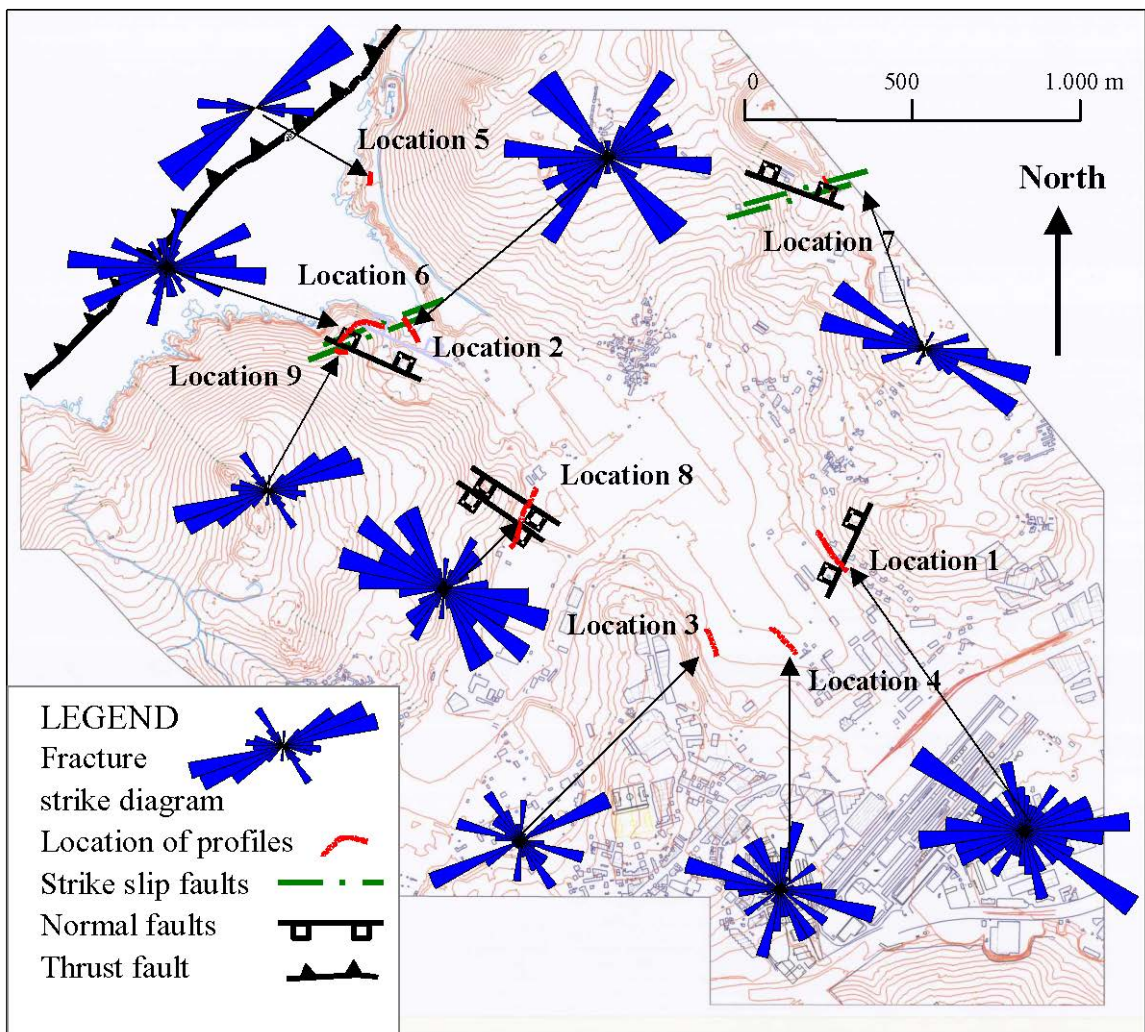 0 500 1.000 m
Location 5
North
Location 7
Location 6
Location 2
Location 9
Location 8
Location 1
Location 3
Location 4
LEGEND
Fracture
strike diagram
Location of profiles
Strike slip faults
Normal faults
Thrust fault